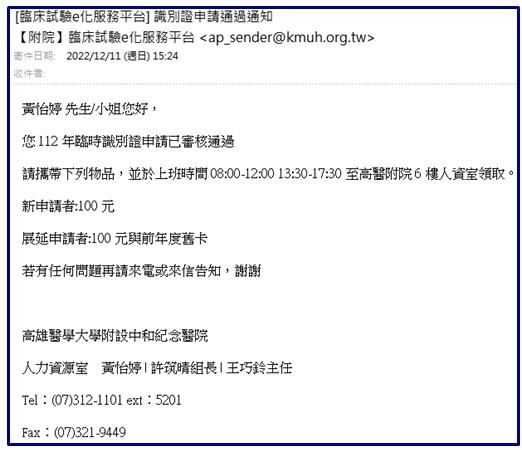 [臨床試驗e化服務平台] 識別證申請通過通知
【附院】臨床試驗e化服務平台 <ap_sender@kmuh.org.tw>
寄件日期: 2022/12/11 (週日) 15:24
收件者:
黃怡婷 先生/小姐您好，
您 112 年臨時識別證申請已審核通過
請攜帶下列物品，並於上班時間 08:00-12:00 13:30-17:30 至高醫附院 6 樓人資室領取。
新申請者:100 元
展延申請者:100 元與前年度舊卡
若有任何問題再請來電或來信告知，謝謝
高雄醫學大學附設中和紀念醫院
人力資源室　黃怡婷 | 許筑晴組長 | 王巧鈴主任
Tel：(07)312-1101 ext：5201
Fax：(07)321-9449